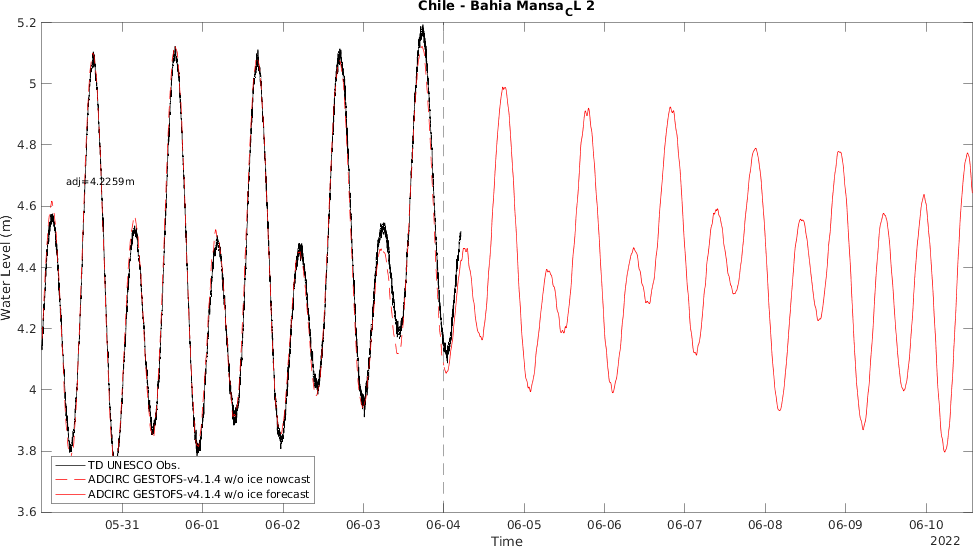 Chile - Bahia Mansa_CL 2
5.2
5
4.8
4.6
4.4
4.2
4
3.8
3.6
Water Level (m)
adj=4.2259m
TD UNESCO Obs.
ADCIRC GESTOFS-v4.1.4 w/o ice nowcast
ADCIRC GESTOFS-v4.1.4 w/o ice forecast
05-31 06-01 06-02 06-03 06-04 06-05 06-06 06-07 06-08 06-09 06-10
Time
2022